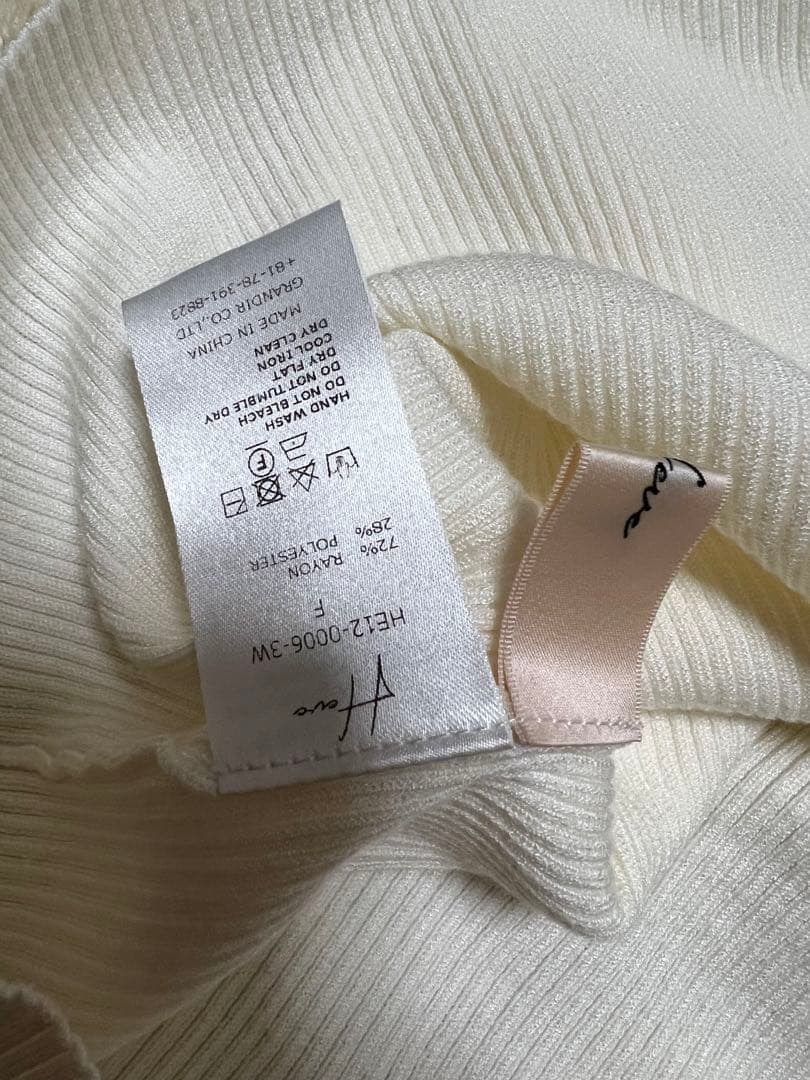 HE12-0006-3W
F
72% RAYON
28% POLYESTER
F
HAND WASH
DO NOT BLEACH
DO NOT TUMBLE DRY
DRY FLAT
COOL IRON
DRY CLEAN
MADE IN CHINA
GRANDIR CO.,LTD
+81-78-391-8823